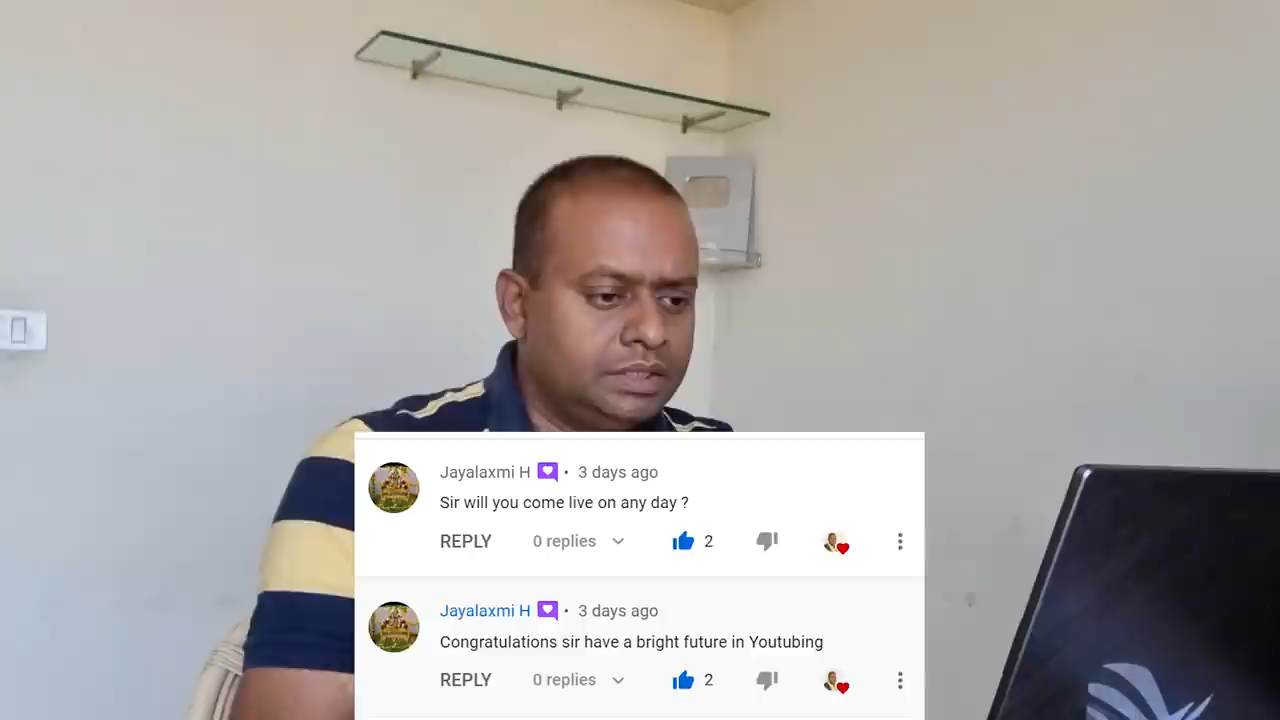 Jayalaxmi H • 3 days ago
Sir will you come live on any day ?
REPLY 0 replies 2
Jayalaxmi H • 3 days ago
Congratulations sir have a bright future in Youtubing
REPLY 0 replies 2